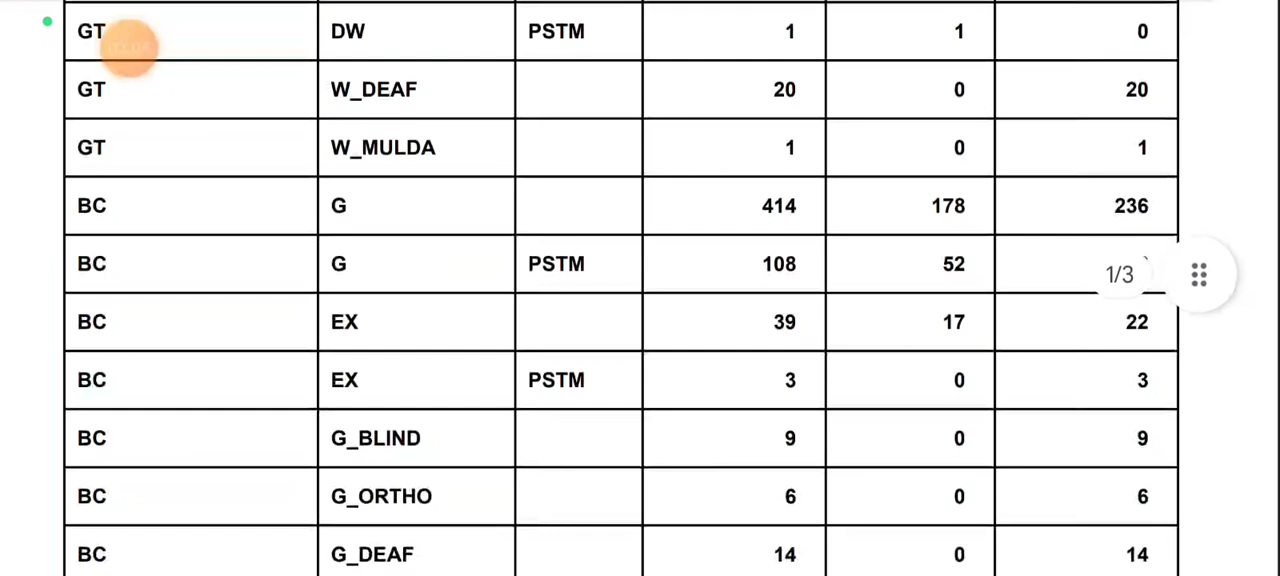 GT DW PSTM 1 1 0
GT W_DEAF 20 0 20
GT W_MULDA 1 0 1
BC G 414 178 236
BC G PSTM 108 52
1/3
BC EX 39 17 22
BC EX PSTM 3 0 3
BC G_BLIND 9 0 9
BC G_ORTHO 6 0 6
BC G_DEAF 14 0 14